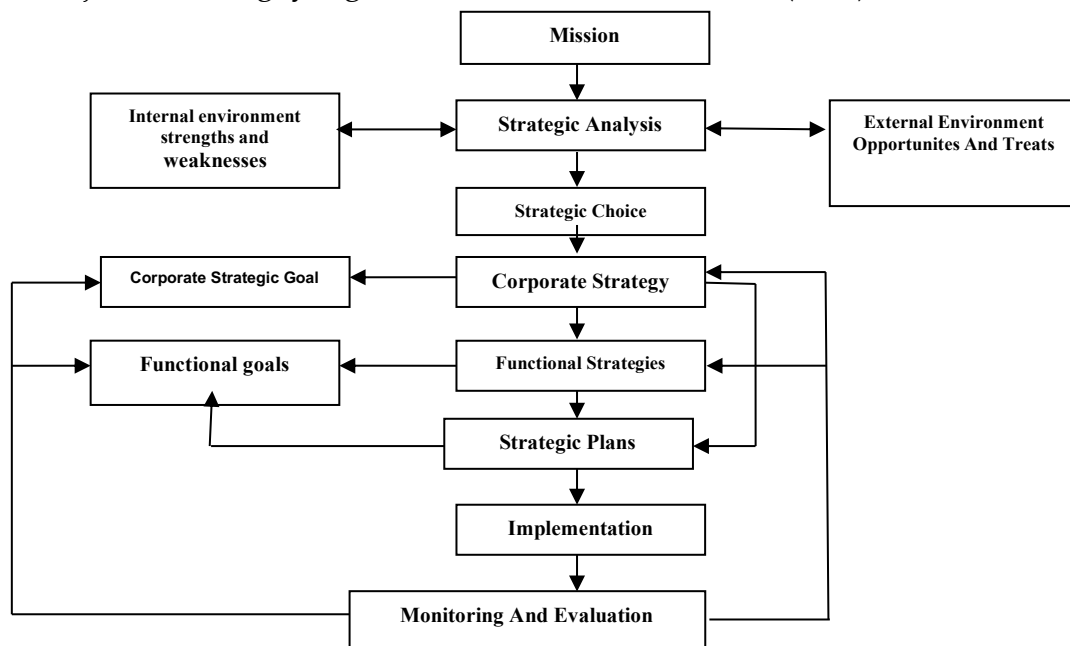 Mission
Internal environment
strengths and
weaknesses
Strategic Analysis
External Environment
Opportunites And Treats
Strategic Choice
Corporate Strategic Goal
Corporate Strategy
Functional goals
Functional Strategies
Strategic Plans
Implementation
Monitoring And Evaluation